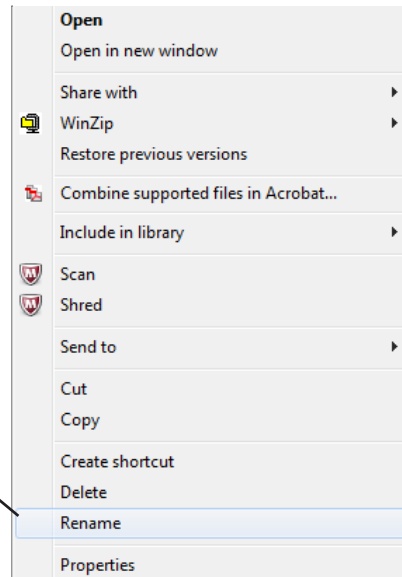 Open
Open in new window
Share with
WinZip
Restore previous versions
Combine supported files in Acrobat...
Include in library
Scan
Shred
Send to
Cut
Copy
Create shortcut
Delete
Rename
Properties